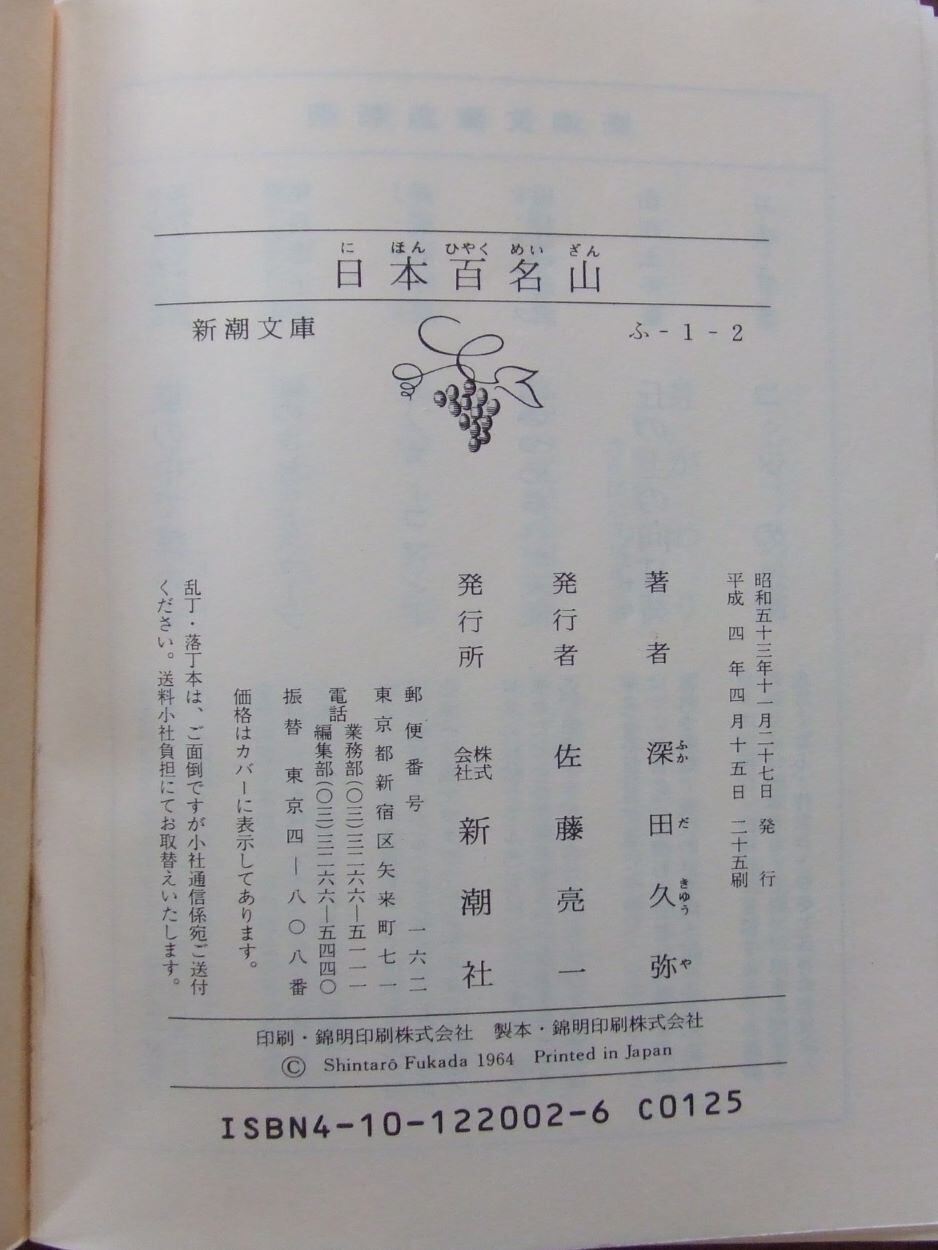 にほんひやくめいざん
日本百名山
新潮文庫 ふ-1-2
昭和五十三年十一月二十七日 発行
平成四年四月十五日 二十五刷
著者 深田久弥
ふかだきゆうや
発行者 佐藤亮一
発行所 株式会社 新潮社
郵便番号 一六二
東京都新宿区矢来町七一
電話 業務部(〇三)三二六六―五一一一
編集部(〇三)三二六六―五四四〇
振替 東京四―八〇八番
価格はカバーに表示してあります。
乱丁・落丁本は、ご面倒ですが小社通信係宛ご送付
ください。送料小社負担にてお取替えいたします。
印刷・錦明印刷株式会社 製本・錦明印刷株式会社
© Shintarô Fukada 1964 Printed in Japan
ISBN4-10-122002-6 C0125